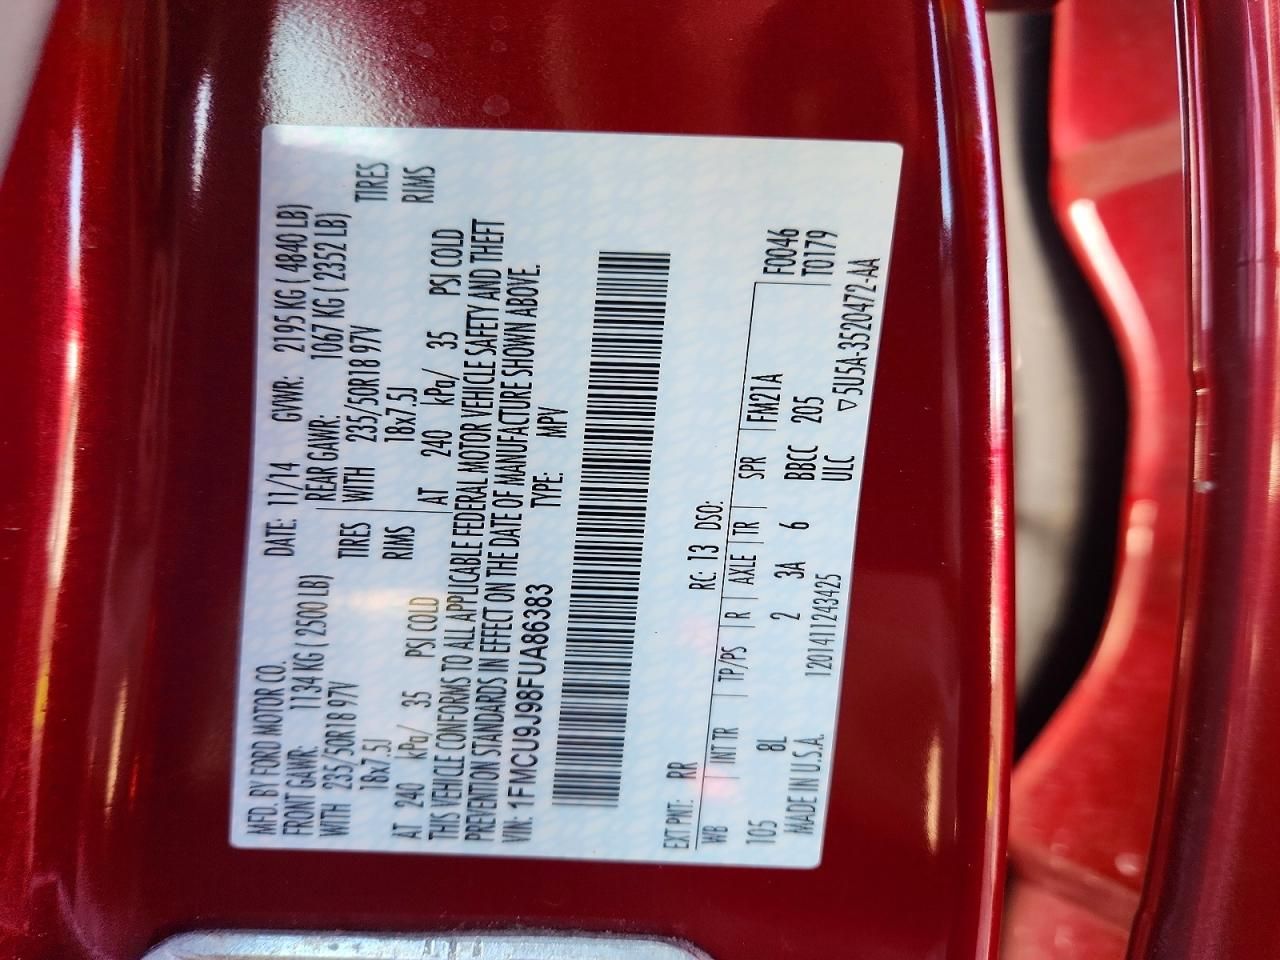 MFD. BY FORD MOTOR CO. DATE: 11/14 GVWR: 2195 KG ( 4840 LB)
FRONT GAWR: 1134 KG ( 2500 LB) REAR GAWR: 1067 KG ( 2352 LB)
WITH 235/50R18 97V TIRES WITH 235/50R18 97V TIRES
18x7.5J RIMS 18x7.5J RIMS
AT 240 kPa/ 35 PSI COLD AT 240 kPa/ 35 PSI COLD
THIS VEHICLE CONFORMS TO ALL APPLICABLE FEDERAL MOTOR VEHICLE SAFETY AND THEFT
PREVENTION STANDARDS IN EFFECT ON THE DATE OF MANUFACTURE SHOWN ABOVE.
VIN: 1FMCU9J98FUA86383 TYPE: MPV
EXT PNT: RR RC: 13 DSO: F0046
WB INT TR TP/PS R AXLE TR SPR FM21A T0179
105 8L 2 3A 6 BBCC 205
MADE IN U.S.A. 1201411243425 ULC ▽5U5A-3520472-AA